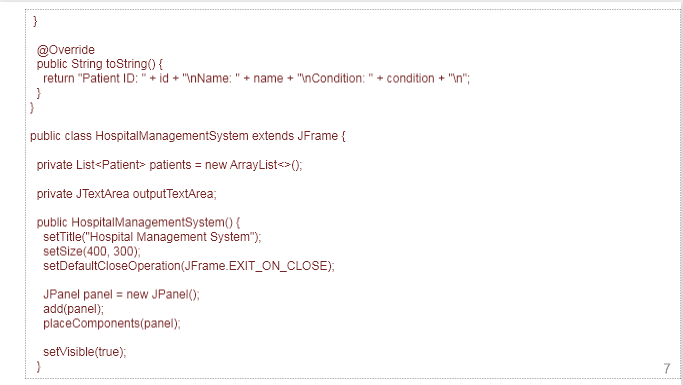 }
@Override
public String toString() {
return "Patient ID: " + id + "\nName: " + name + "\nCondition: " + condition + "\n";
}
}
public class HospitalManagementSystem extends JFrame {
private List<Patient> patients = new ArrayList<>();
private JTextArea outputTextArea;
public HospitalManagementSystem() {
setTitle("Hospital Management System");
setSize(400, 300);
setDefaultCloseOperation(JFrame.EXIT_ON_CLOSE);
JPanel panel = new JPanel();
add(panel);
placeComponents(panel);
setVisible(true);
}
7